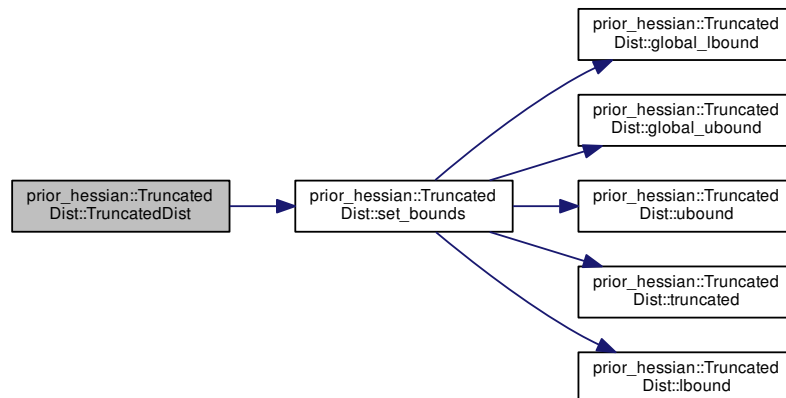 prior_hessian::Truncated
Dist::TruncatedDist
prior_hessian::Truncated
Dist::set_bounds
prior_hessian::Truncated
Dist::global_lbound
prior_hessian::Truncated
Dist::global_ubound
prior_hessian::Truncated
Dist::ubound
prior_hessian::Truncated
Dist::truncated
prior_hessian::Truncated
Dist::lbound